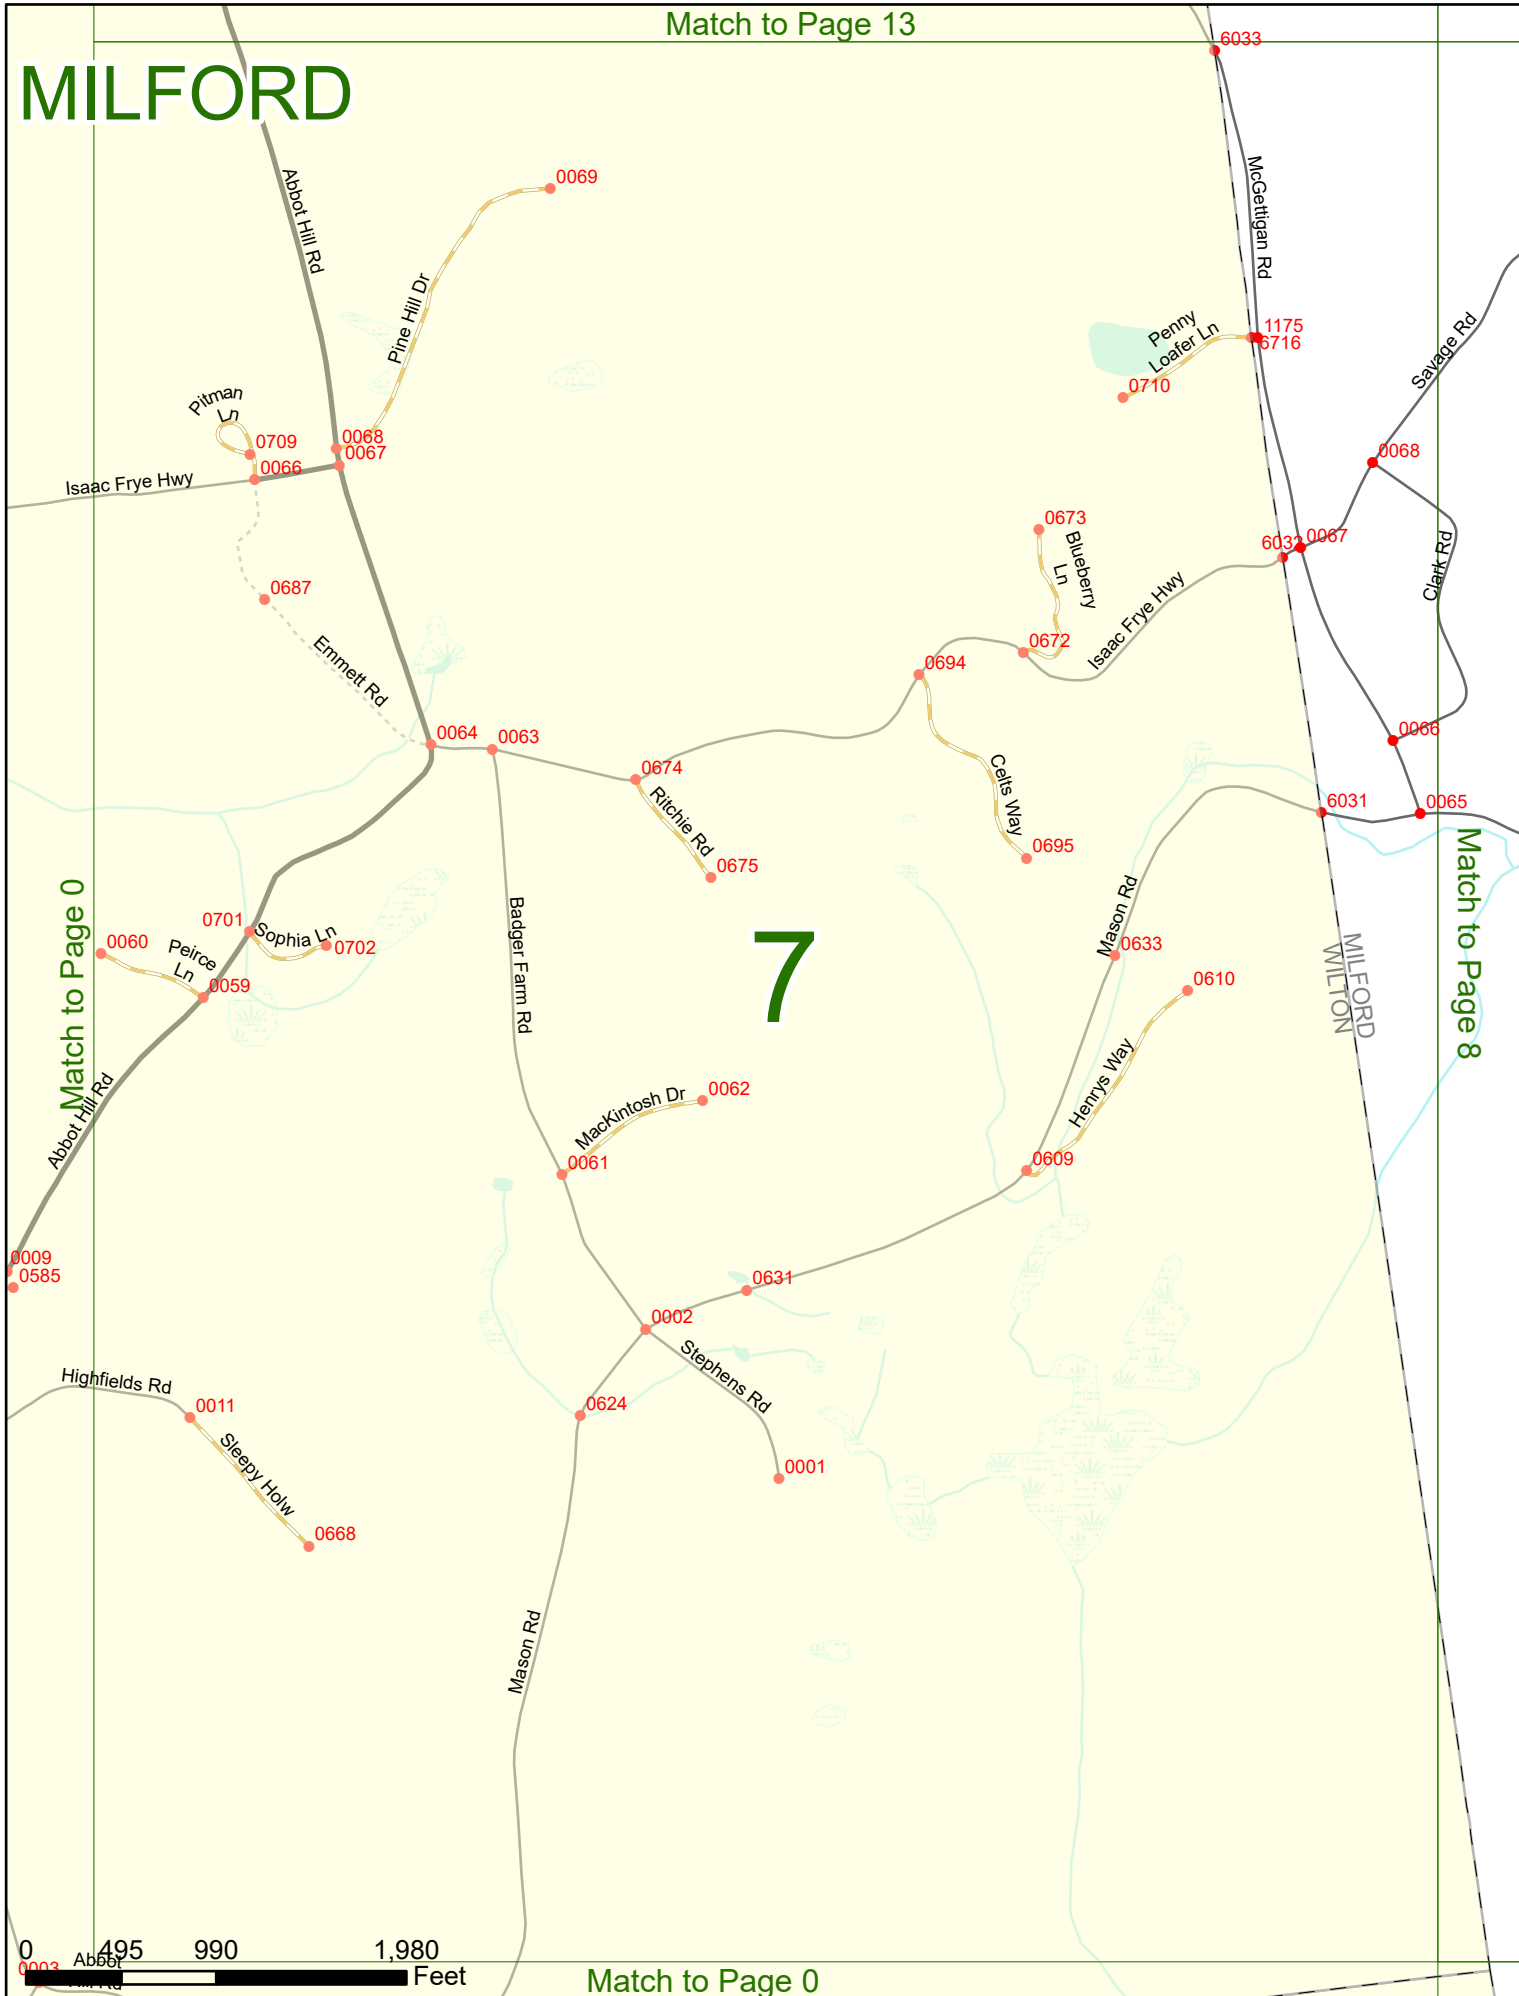 Match to Page 13
6033
MILFORD
McGettigan Rd
Abbot Hill Rd
0069
Pine Hill Dr
Penny
Loafer Ln
1175
6716
Savage Rd
0710
Pitman
Ln
0709
0068
0067
0066
Isaac Frye Hwy
0068
0673
Blueberry
Ln
6032
0067
Clark Rd
0687
Isaac Frye Hwy
Emmett Rd
0672
0694
0064
0063
0066
0674
Celts Way
Ritchie Rd
6031
0065
0695
0675
Match to Page 0
Match to Page 8
Badger Farm Rd
Mason Rd
0701
Sophia Ln
0702
0060
Peirce
Ln
0059
7
0633
MILFORD
WILTON
0610
Henrys Way
Abbot Hill Rd
MacKintosh Dr
0062
0061
0609
0009
0585
0631
0002
Stephens Rd
Highfields Rd
0011
0624
Sleepy Holw
0001
0668
Mason Rd
0 495 990 1,980
Feet
0003
Abbot
Hill Rd
Match to Page 0